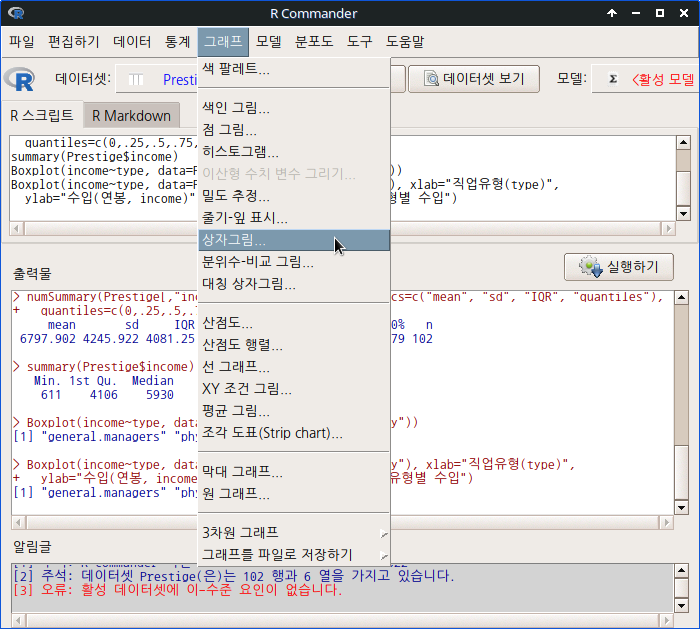 R Commander
파일 편집하기 데이터 통계 그래프 모델 분포도 도구 도움말
데이터셋: Presti 데이터셋 보기 모델: Σ <활성 모델
R 스크립트 R Markdown
quantiles=c(0,.25,.5,.75,
summary(Prestige$income)
Boxplot(income~type, data=P ))
Boxplot(income~type, data=P ), xlab="직업유형(type)",
ylab="수입(연봉, income)" 형별 수입")
색 팔레트...
색인 그림...
점 그림...
히스토그램...
이산형 수치 변수 그리기...
밀도 추정...
줄기-잎 표시...
상자그림...
분위수-비교 그림...
대칭 상자그림...
산점도...
산점도 행렬...
선 그래프...
XY 조건 그림...
평균 그림...
조각 도표(Strip chart)...
막대 그래프...
원 그래프...
3차원 그래프
그래프를 파일로 저장하기
실행하기
출력물
> numSummary(Prestige[,"inc cs=c("mean", "sd", "IQR", "quantiles"),
+ quantiles=c(0,.25,.5,.7
mean sd IQR 0% n
6797.902 4245.922 4081.25 79 102
> summary(Prestige$income)
Min. 1st Qu. Median
611 4106 5930
> Boxplot(income~type, data y"))
[1] "general.managers" "phy
> Boxplot(income~type, data y"), xlab="직업유형(type)",
+ ylab="수입(연봉, income 유형별 수입")
[1] "general.managers" "phy
알림글
[2] 주석: 데이터셋 Prestige(은)는 102 행과 6 열을 가지고 있습니다.
[3] 오류: 활성 데이터셋에 이-수준 요인이 없습니다.